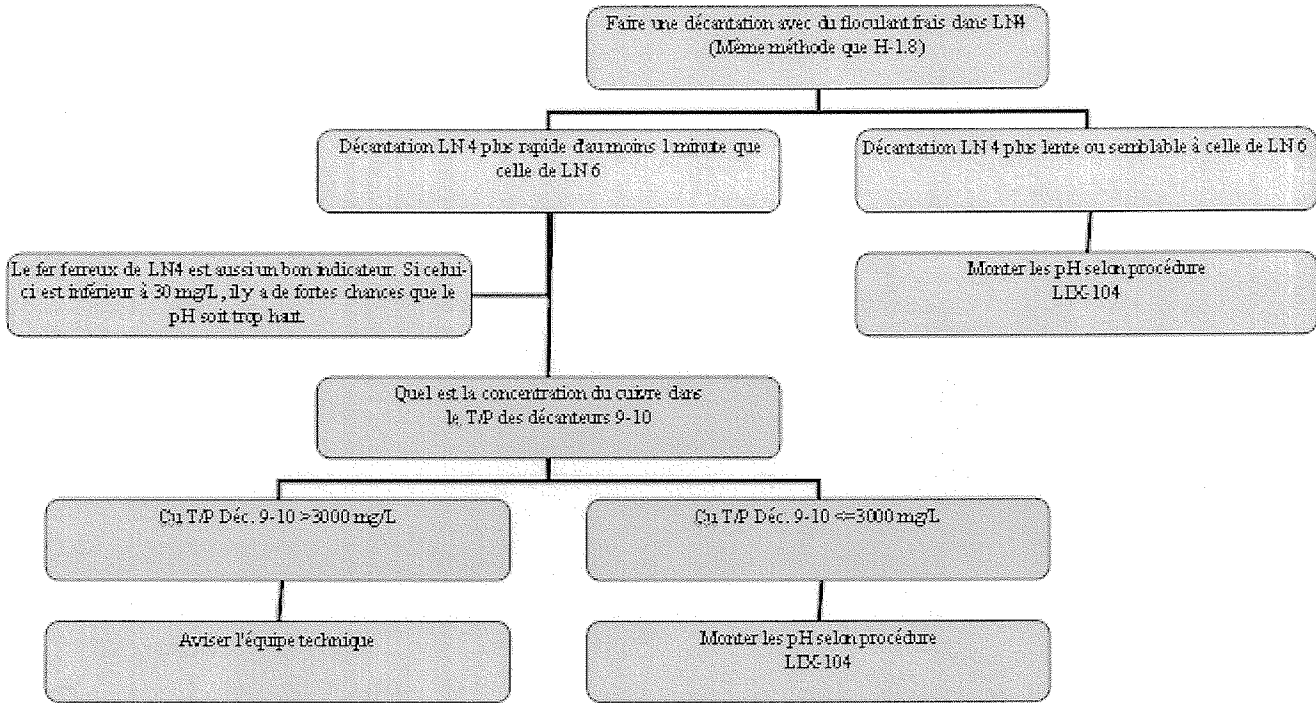 Faire une décantation avec du floculant frais dans LN4
(Même méthode que H-1.8)
Décantation LN 4 plus rapide d'au moins 1 minute que
celle de LN 6
Décantation LN 4 plus lente ou semblable à celle de LN 6
Le fer ferreux de LN4 est aussi un bon indicateur. Si celui-
ci est inférieur à 30 mg/L, il y a de fortes chances que le
pH soit trop haut.
Monter les pH selon procédure
LIX-104
Quel est la concentration du cuivre dans
le T/P des décanteurs 9-10
Cu T/P Déc. 9-10 >3000 mg/L
Cu T/P Déc. 9-10 <=3000 mg/L
Aviser l'équipe technique
Monter les pH selon procédure
LIX-104